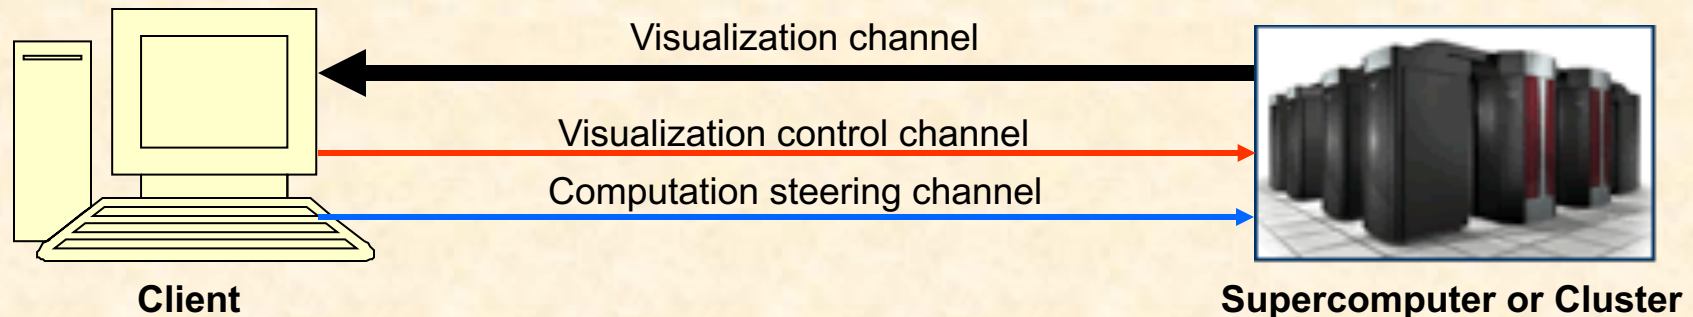 Visualization channel
Visualization control channel
Computation steering channel
Client
Supercomputer or Cluster